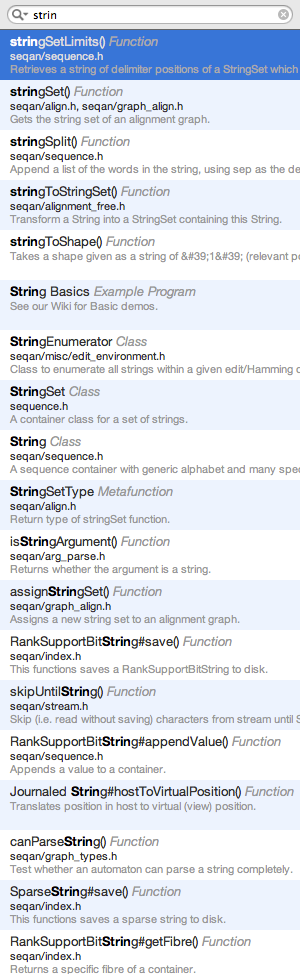 strin
stringSetLimits() Function
seqan/sequence.h
Retrieves a string of delimiter positions of a StringSet which
stringSet() Function
seqan/align.h, seqan/graph_align.h
Gets the string set of an alignment graph.
stringSplit() Function
seqan/sequence.h
Append a list of the words in the string, using sep as the de
stringToStringSet() Function
seqan/alignment_free.h
Transform a String into a StringSet containing this String.
stringToShape() Function
Takes a shape given as a string of &#39;1&#39; (relevant po
String Basics Example Program
See our Wiki for Basic demos.
StringEnumerator Class
seqan/misc/edit_environment.h
Class to enumerate all strings within a given edit/Hamming d
StringSet Class
sequence.h
A container class for a set of strings.
String Class
seqan/sequence.h
A sequence container with generic alphabet and many spec
StringSetType Metafunction
seqan/align.h
Return type of stringSet function.
isStringArgument() Function
seqan/arg_parse.h
Returns whether the argument is a string.
assignStringSet() Function
seqan/graph_align.h
Assigns a new string set to an alignment graph.
RankSupportBitString#save() Function
seqan/index.h
This functions saves a RankSupportBitString to disk.
skipUntilString() Function
seqan/stream.h
Skip (i.e. read without saving) characters from stream until S
RankSupportBitString#appendValue() Function
seqan/sequence.h
Appends a value to a container.
Journaled String#hostToVirtualPosition() Function
Translates position in host to virtual (view) position.
canParseString() Function
seqan/graph_types.h
Test whether an automaton can parse a string completely.
SparseString#save() Function
seqan/index.h
This functions saves a sparse string to disk.
RankSupportBitString#getFibre() Function
seqan/index.h
Returns a specific fibre of a container.